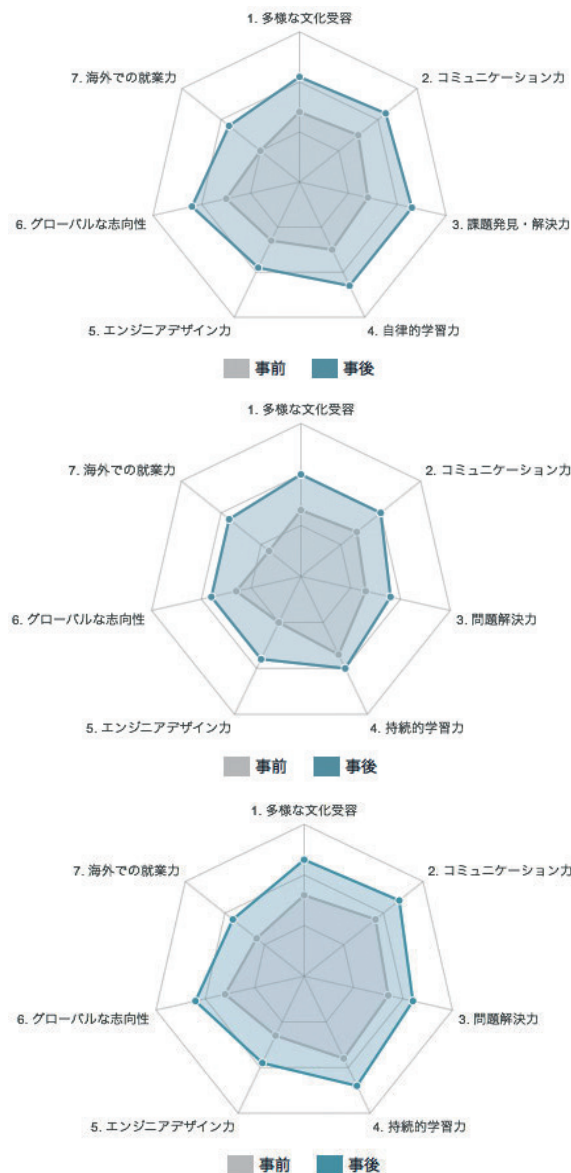 1. 多様な文化受容
7. 海外での就業力
2. コミュニケーション力
6. グローバルな志向性
3. 課題発見・解決力
5. エンジニアデザイン力
4. 自律的学習力
事前
事後
1. 多様な文化受容
7. 海外での就業力
2. コミュニケーション力
6. グローバルな志向性
3. 問題解決力
5. エンジニアデザイン力
4. 持続的学習力
事前
事後
1. 多様な文化受容
7. 海外での就業力
2. コミュニケーション力
6. グローバルな志向性
3. 問題解決力
5. エンジニアデザイン力
4. 持続的学習力
事前
事後